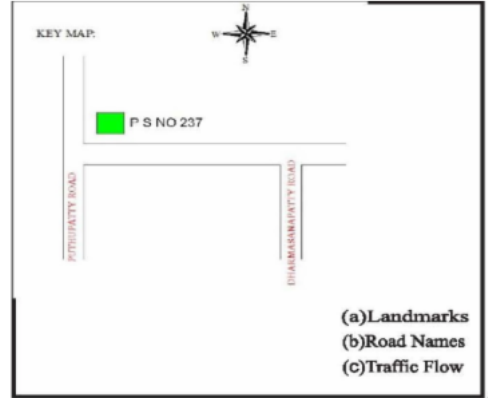 N
KEY MAP:
W E
S
P S NO 237
PUTHUPATTY ROAD
DHARMASANAPATTY ROAD
(a)Landmarks
(b)Road Names
(c)Traffic Flow